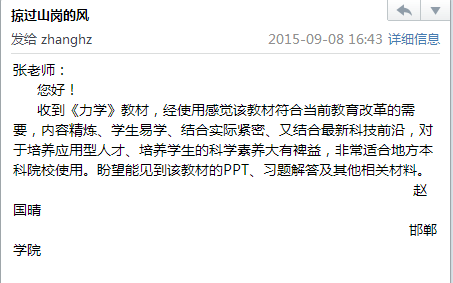 掠过山岗的风
发给 zhanghz 2015-09-08 16:43 详细信息
张老师：
您好！
收到《力学》教材，经使用感觉该教材符合当前教育改革的需
要，内容精炼、学生易学、结合实际紧密、又结合最新科技前沿，对
于培养应用型人才、培养学生的科学素养大有裨益，非常适合地方本
科院校使用。盼望能见到该教材的PPT、习题解答及其他相关材料。
赵
国晴
邯郸
学院